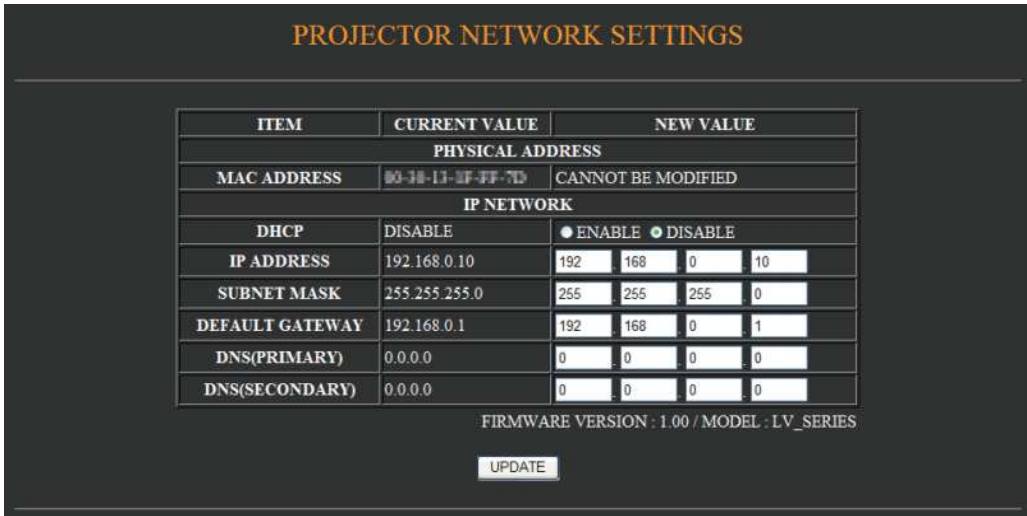 PROJECTOR NETWORK SETTINGS
ITEM CURRENT VALUE NEW VALUE
PHYSICAL ADDRESS
MAC ADDRESS CANNOT BE MODIFIED
IP NETWORK
DHCP DISABLE ENABLE DISABLE
IP ADDRESS 192.168.0.10 192 . 168 . 0 . 10
SUBNET MASK 255.255.255.0 255 . 255 . 255 . 0
DEFAULT GATEWAY 192.168.0.1 192 . 168 . 0 . 1
DNS(PRIMARY) 0.0.0.0 0 . 0 . 0 . 0
DNS(SECONDARY) 0.0.0.0 0 . 0 . 0 . 0
FIRMWARE VERSION : 1.00 / MODEL : LV_SERIES
UPDATE